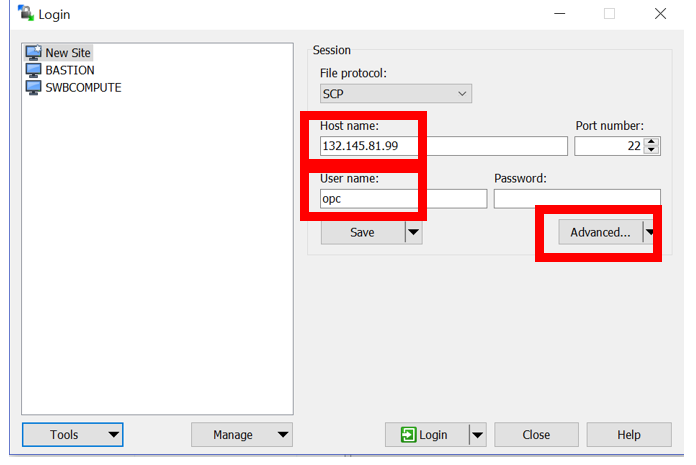 Login
New Site
BASTION
SWBCOMPUTE
Session
File protocol:
SCP
Host name:
Port number:
132.145.81.99
22
User name:
Password:
opc
Save
Advanced...
Tools
Manage
Login
Close
Help